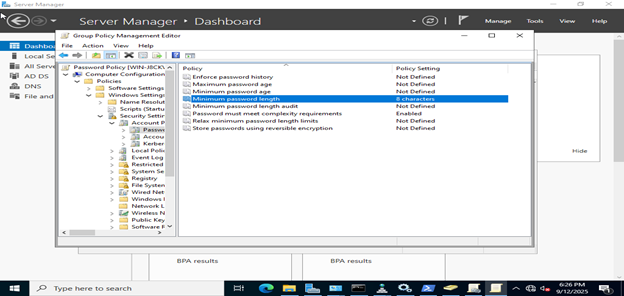 Server Manager
Server Manager ▸ Dashboard
Manage Tools View Help
Group Policy Management Editor
File Action View Help
Dashboard
Local Se
All Serve
AD DS
DNS
File and
Password Policy [WIN-J8CK\
Computer Configuration
Policies
Software Settings
Windows Settings
Name Resolutio
Scripts (Startu
Security Settin
Account P
Passw
Accou
Kerber
Local Polic
Event Log
Restricted
System Se
Registry
File System
Wired Net
Windows
Network L
Wireless N
Public Key
Software R
Policy Policy Setting
Enforce password history Not Defined
Maximum password age Not Defined
Minimum password age Not Defined
Minimum password length 8 characters
Minimum password length audit Not Defined
Password must meet complexity requirements Enabled
Relax minimum password length limits Not Defined
Store passwords using reversible encryption Not Defined
Hide
BPA results BPA results
Type here to search
6:26 PM
9/12/2025